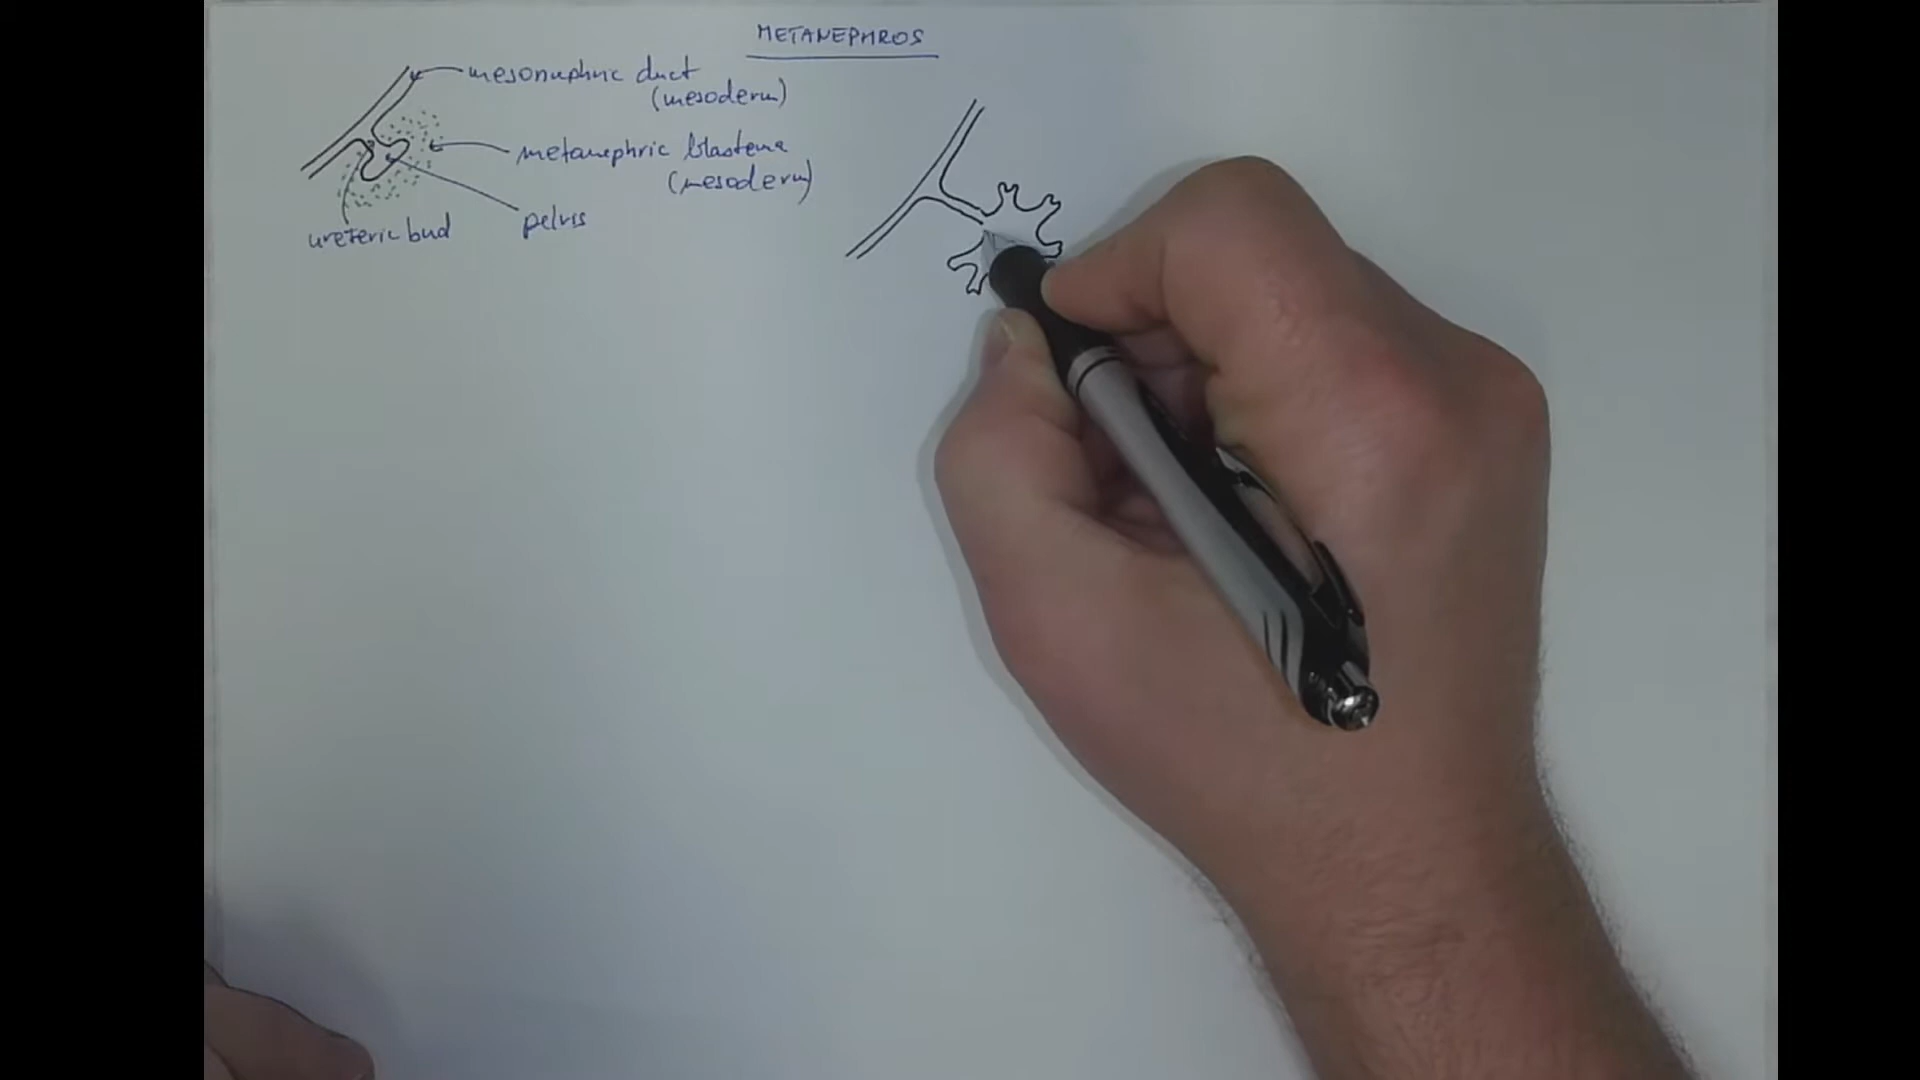 METANEPHROS
mesonephric duct
(mesoderm)
metanephric blastema
(mesoderm)
pelvis
ureteric bud